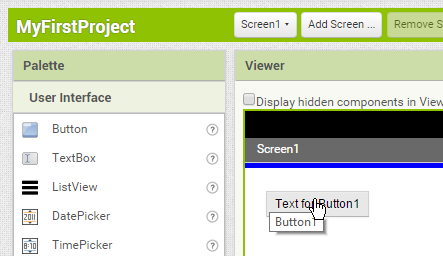 MyFirstProject
Screen1
Add Screen ...
Remove S
Palette
Viewer
User Interface
Display hidden components in View
Button
?
TextBox
?
Screen1
ListView
?
DatePicker
?
Text for Button1
Button1
TimePicker
?